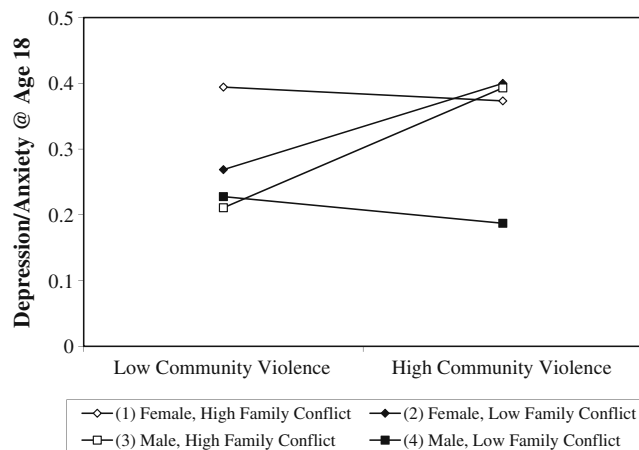 0.5
0.4
0.3
0.2
0.1
0
Depression/Anxiety @ Age 18
Low Community Violence High Community Violence
(1) Female, High Family Conflict (2) Female, Low Family Conflict
(3) Male, High Family Conflict (4) Male, Low Family Conflict